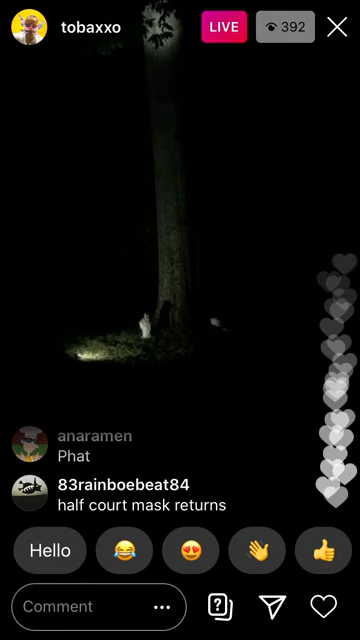 tobaxxo
LIVE
392
anaramen
Phat
83rainboebeat84
half court mask returns
Hello
Comment